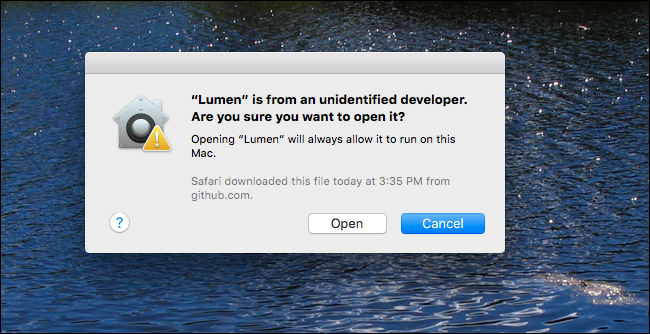 “Lumen” is from an unidentified developer.
Are you sure you want to open it?
Opening “Lumen” will always allow it to run on this
Mac.
Safari downloaded this file today at 3:35 PM from
github.com.
?
Open
Cancel